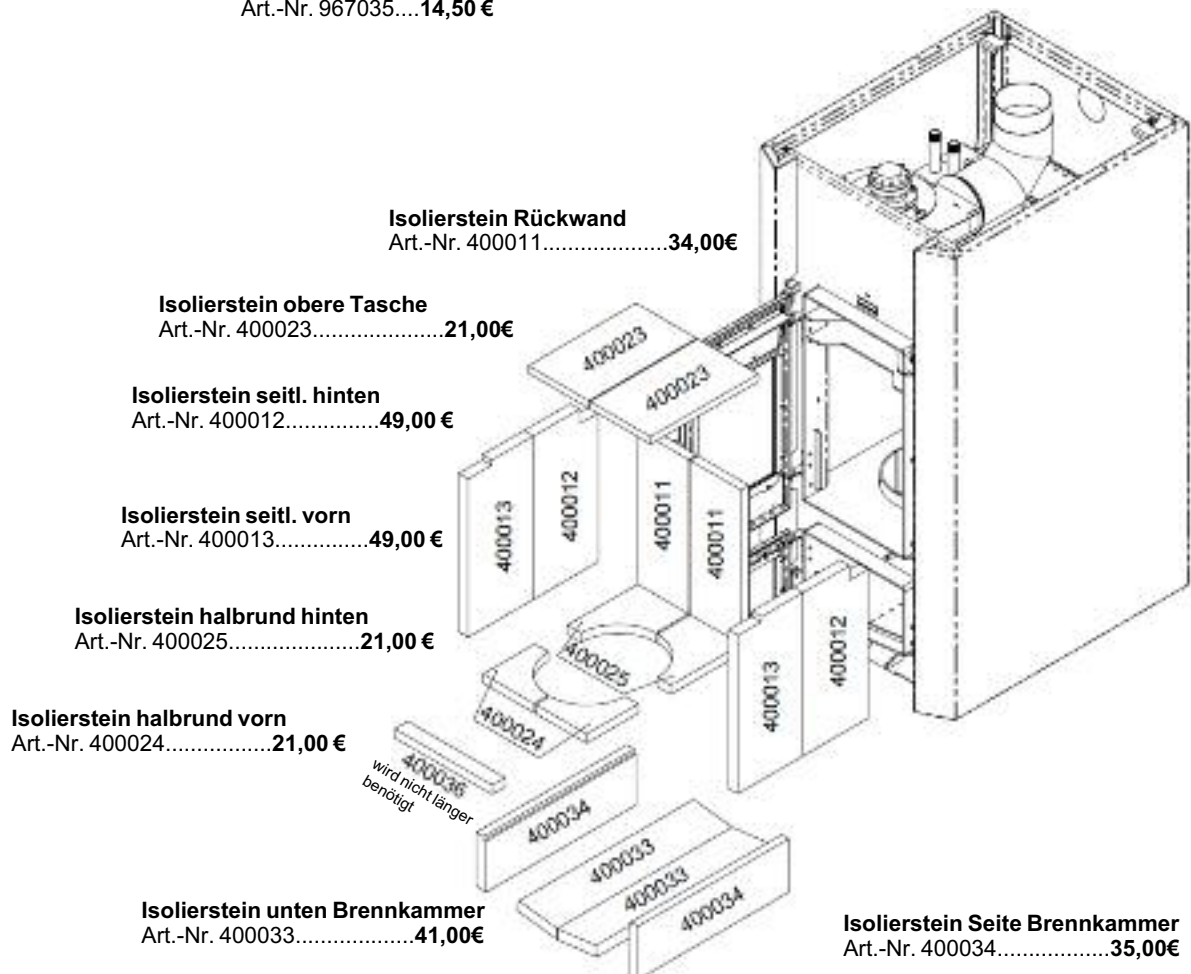 Art.-Nr. 967035....14,50 €
Isolierstein Rückwand
Art.-Nr. 400011....................34,00€
Isolierstein obere Tasche
Art.-Nr. 400023.....................21,00€
400023
400023
Isolierstein seitl. hinten
Art.-Nr. 400012...............49,00 €
400013
400012
400011
400011
Isolierstein seitl. vorn
Art.-Nr. 400013...............49,00 €
Isolierstein halbrund hinten
Art.-Nr. 400025.....................21,00 €
400025
400013
400012
400024
Isolierstein halbrund vorn
Art.-Nr. 400024.................21,00 €
400036
wird nicht länger
benötigt
400034
400033
400033
400034
Isolierstein unten Brennkammer
Art.-Nr. 400033...................41,00€
Isolierstein Seite Brennkammer
Art.-Nr. 400034..................35,00€